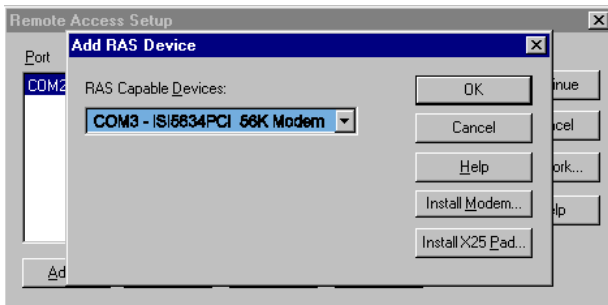 Remote Access Setup
Port
Add RAS Device
COM2
RAS Capable Devices:
COM3 - ISI5634PCI 56K Modem
OK
Cancel
Help
Install Modem...
Install X25 Pad...
inue
cel
ork...
lp
Ad